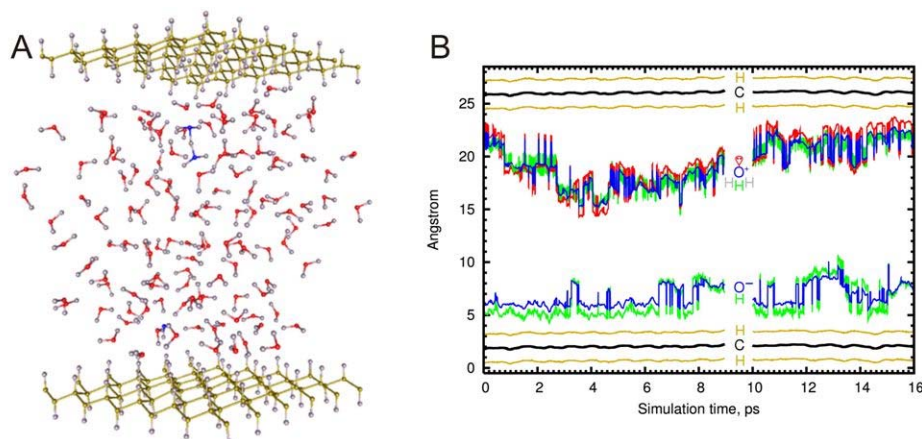 A
B
H
C
H
O⁺
H H H
O⁻
H
H
C
H
25
20
15
10
5
0
Angstrom
0 2 4 6 8 10 12 14 16
Simulation time, ps